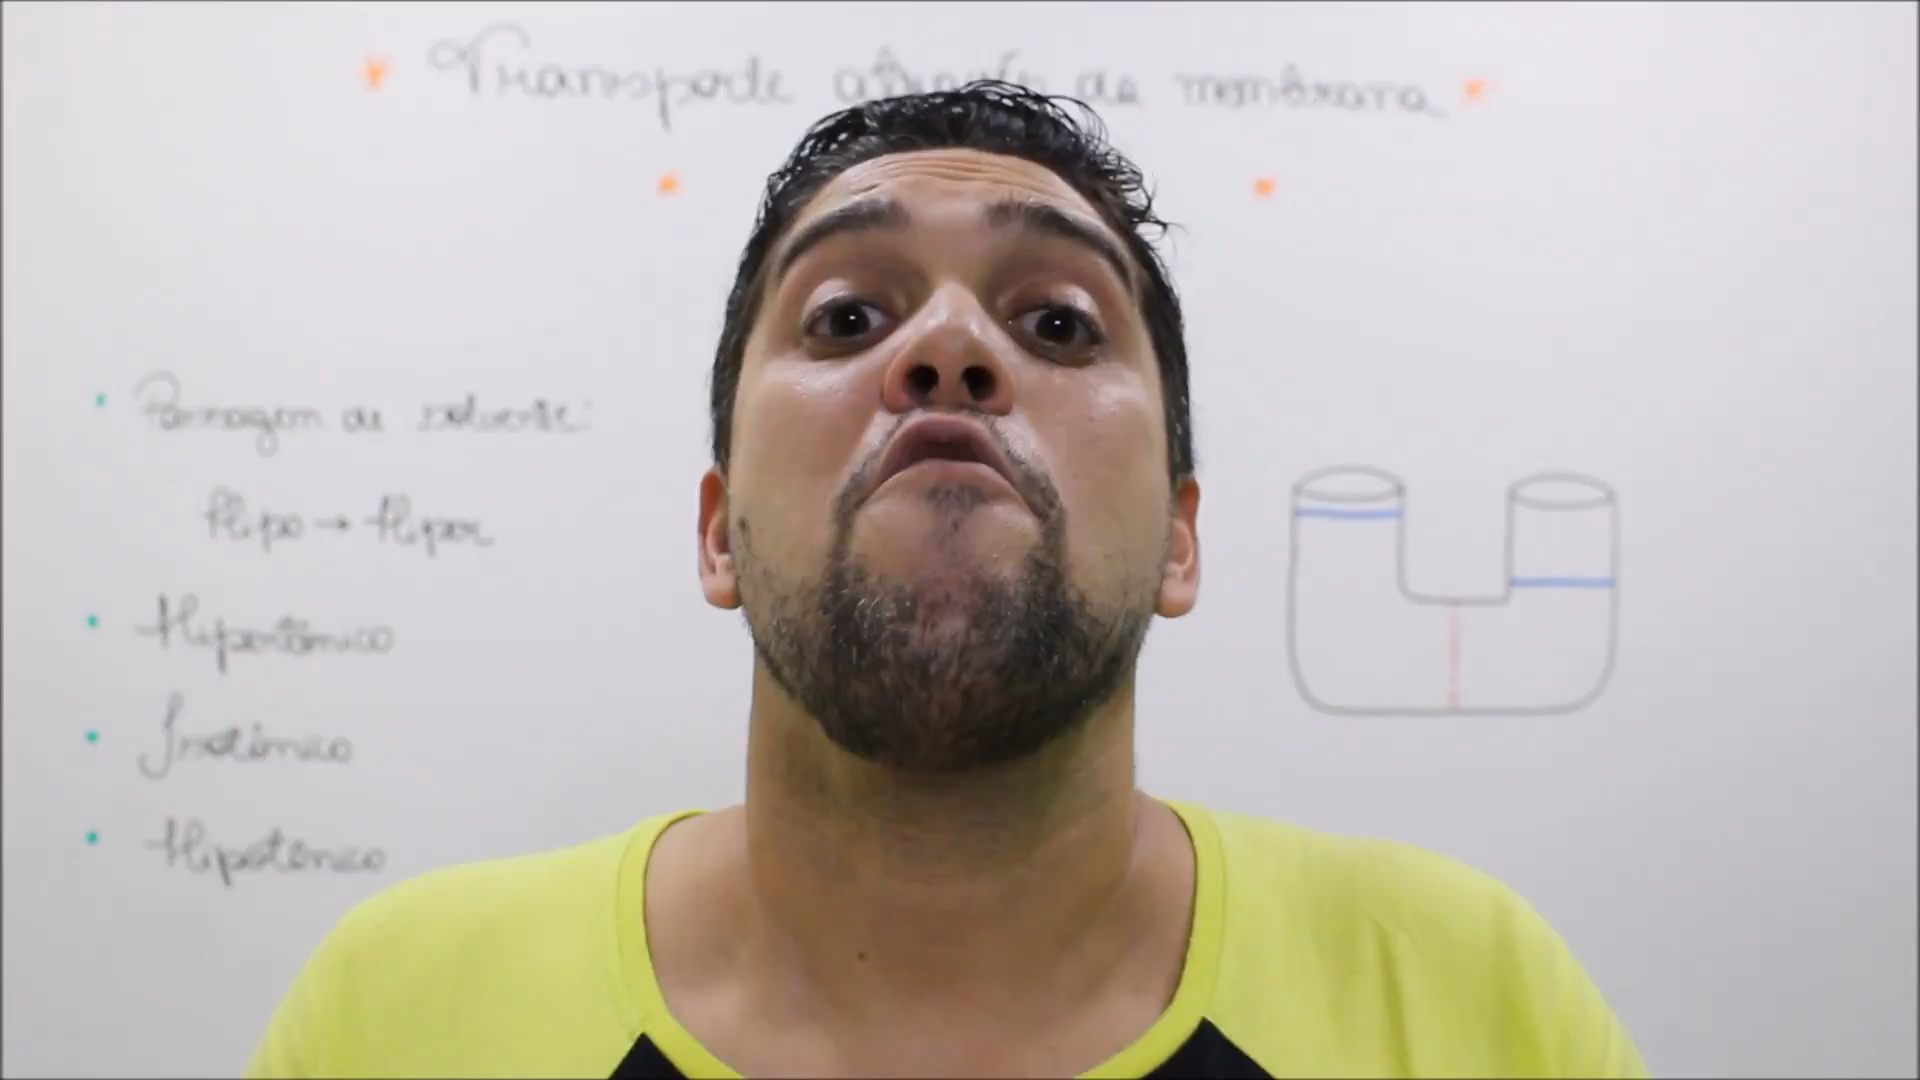 Transporte através da membrana
Passagem de solvente:
Hipo → Hiper
Hipertônico
Isotônico
Hipotônico